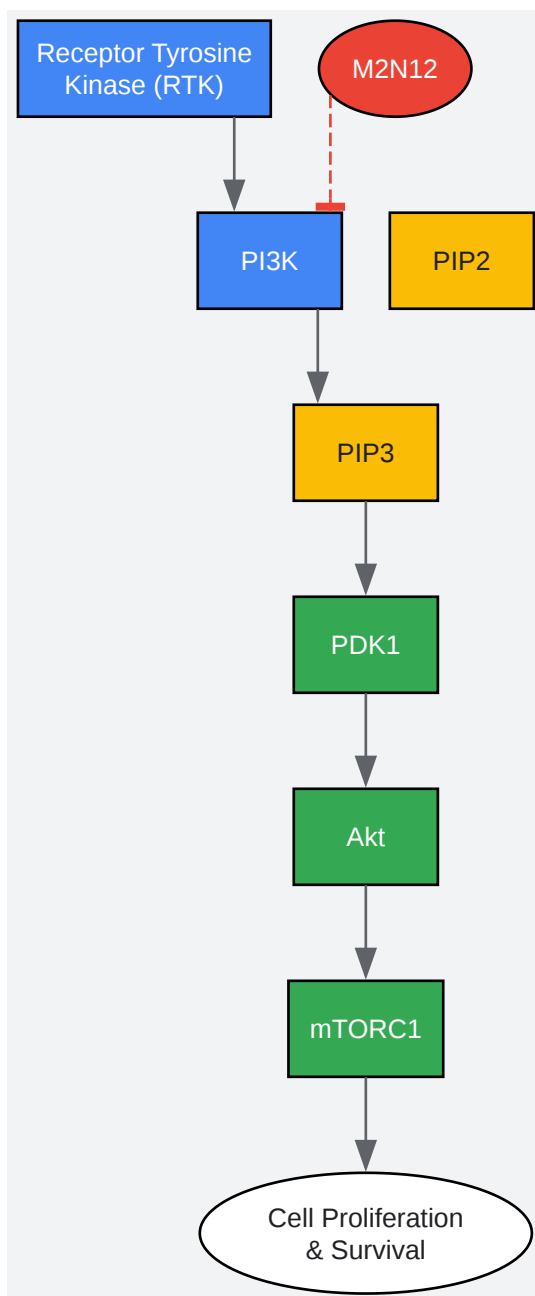 Receptor Tyrosine
Kinase (RTK)
M2N12
PI3K
PIP2
PIP3
PDK1
Akt
mTORC1
Cell Proliferation
& Survival